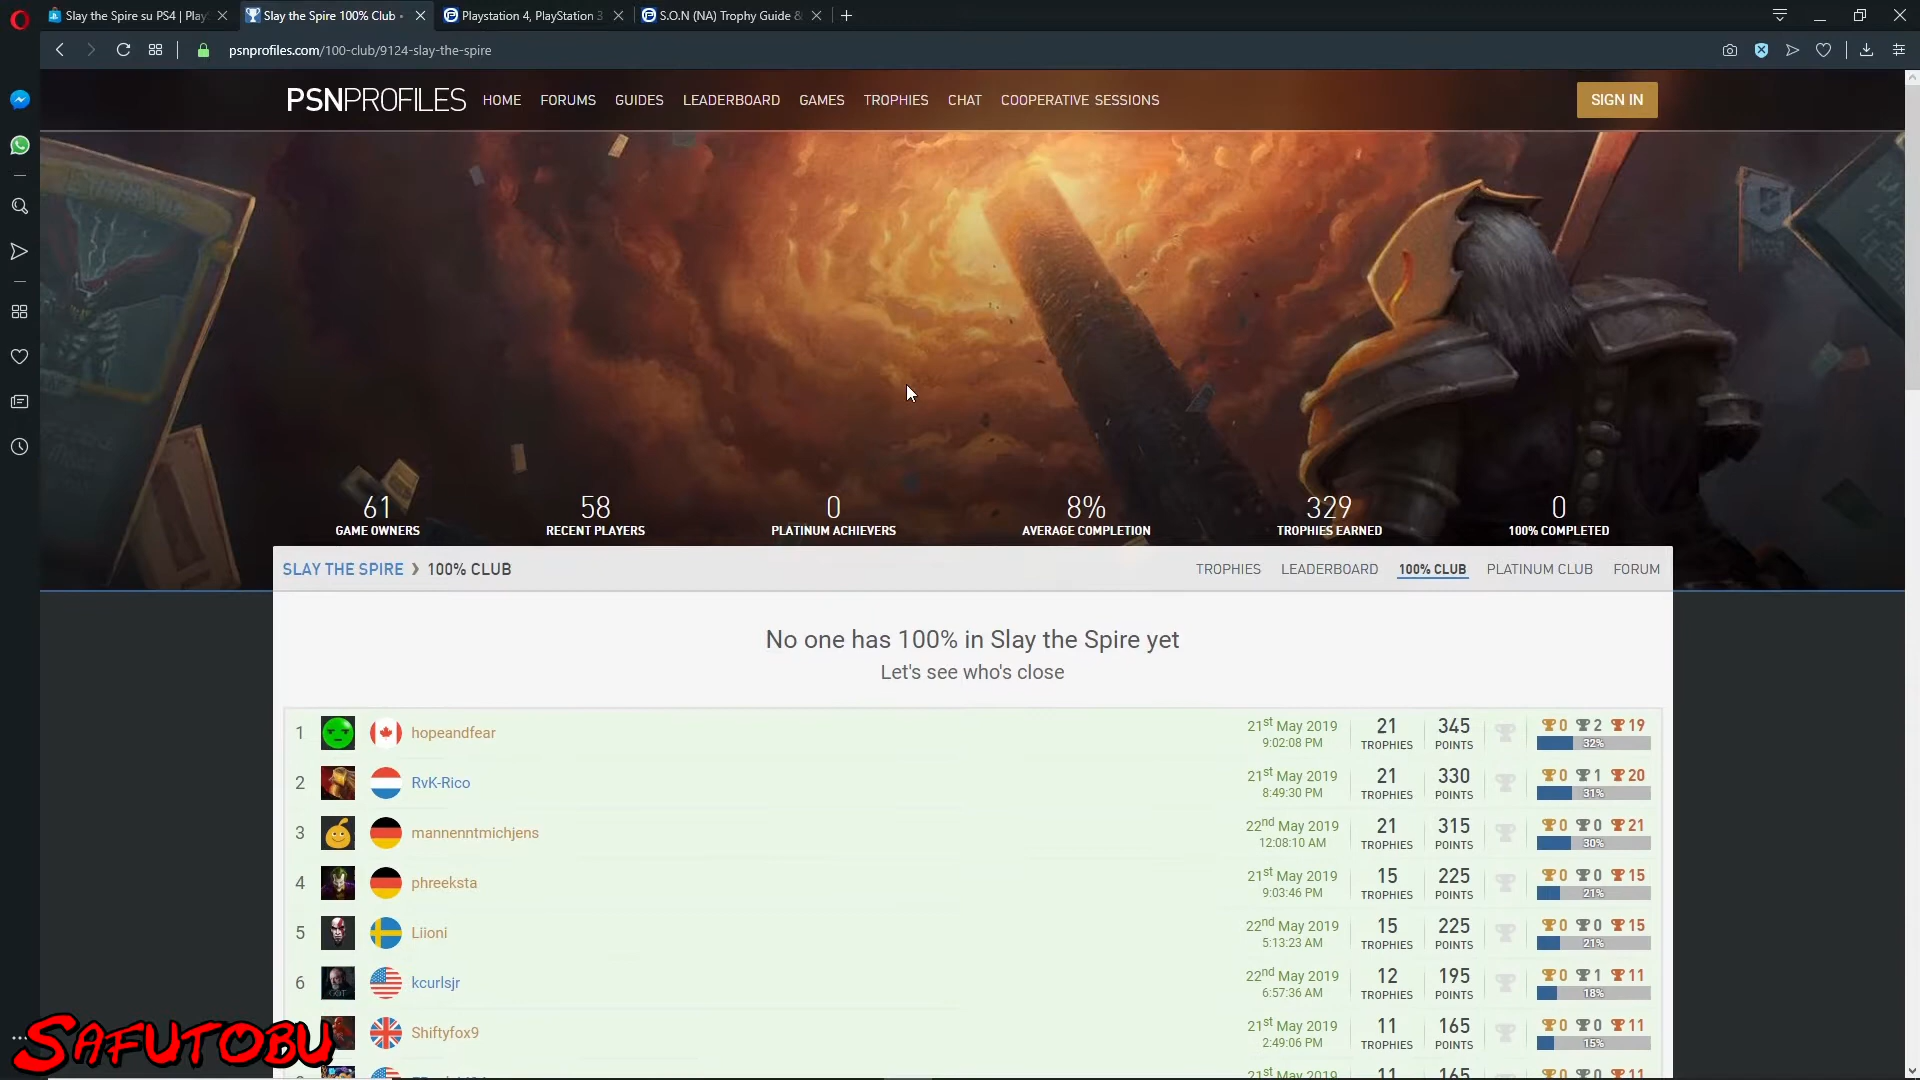 Slay the Spire su PS4 | Play
Slay the Spire 100% Club •
Playstation 4, PlayStation 3
S.O.N (NA) Trophy Guide &
psnprofiles.com/100-club/9124-slay-the-spire
PSNPROFILES
HOME
FORUMS
GUIDES
LEADERBOARD
GAMES
TROPHIES
CHAT
COOPERATIVE SESSIONS
SIGN IN
61
GAME OWNERS
58
RECENT PLAYERS
0
PLATINUM ACHIEVERS
8%
AVERAGE COMPLETION
329
TROPHIES EARNED
0
100% COMPLETED
SLAY THE SPIRE › 100% CLUB
TROPHIES
LEADERBOARD
100% CLUB
PLATINUM CLUB
FORUM
No one has 100% in Slay the Spire yet
Let's see who's close
1 hopeandfear 21st May 2019 21 345 0 2 19
9:02:08 PM TROPHIES POINTS 32%
2 RvK-Rico 21st May 2019 21 330 0 1 20
8:49:30 PM TROPHIES POINTS 31%
3 mannenntmichjens 22nd May 2019 21 315 0 0 21
12:08:10 AM TROPHIES POINTS 30%
4 phreeksta 21st May 2019 15 225 0 0 15
9:03:46 PM TROPHIES POINTS 21%
5 Liioni 22nd May 2019 15 225 0 0 15
5:13:23 AM TROPHIES POINTS 21%
6 kcurlsjr 22nd May 2019 12 195 0 1 11
6:57:36 AM TROPHIES POINTS 18%
Shiftyfox9 21st May 2019 11 165 0 0 11
2:49:06 PM TROPHIES POINTS 15%
21st May 2019 11 165 0 0 11
SAFUTOBU